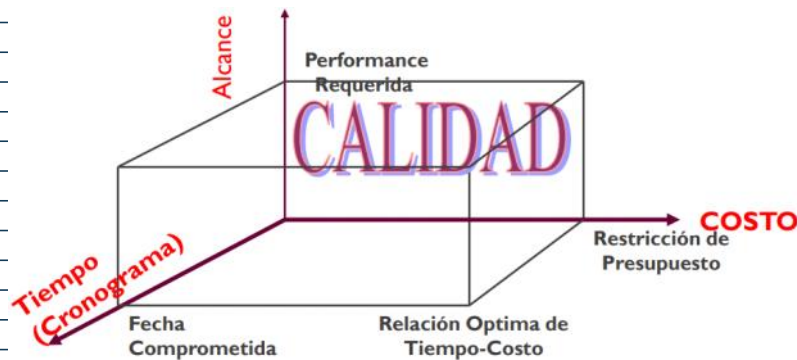 Alcance
Performance
Requerida
CALIDAD
COSTO
Restricción de
Presupuesto
Tiempo
(Cronograma)
Fecha
Comprometida
Relación Optima de
Tiempo-Costo